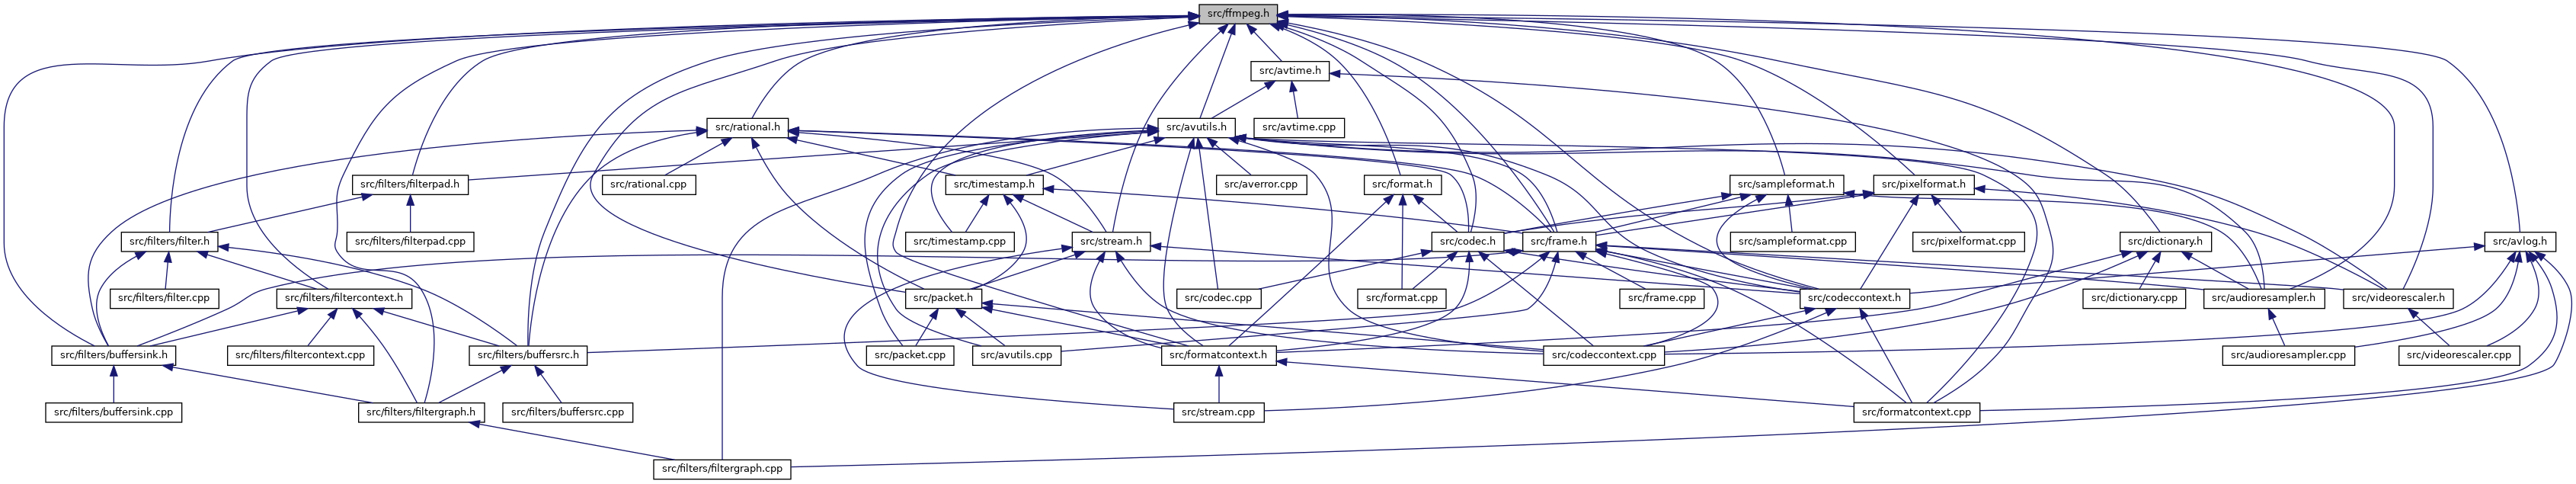 src/ffmpeg.h
src/avtime.h
src/rational.h
src/avutils.h
src/avtime.cpp
src/filters/filterpad.h
src/rational.cpp
src/timestamp.h
src/averror.cpp
src/format.h
src/sampleformat.h
src/pixelformat.h
src/filters/filter.h
src/filters/filterpad.cpp
src/timestamp.cpp
src/stream.h
src/codec.h
src/frame.h
src/sampleformat.cpp
src/pixelformat.cpp
src/dictionary.h
src/avlog.h
src/filters/filter.cpp
src/filters/filtercontext.h
src/packet.h
src/codec.cpp
src/format.cpp
src/frame.cpp
src/codeccontext.h
src/dictionary.cpp
src/audioresampler.h
src/videorescaler.h
src/filters/buffersink.h
src/filters/filtercontext.cpp
src/filters/buffersrc.h
src/packet.cpp
src/avutils.cpp
src/formatcontext.h
src/codeccontext.cpp
src/audioresampler.cpp
src/videorescaler.cpp
src/filters/buffersink.cpp
src/filters/filtergraph.h
src/filters/buffersrc.cpp
src/stream.cpp
src/formatcontext.cpp
src/filters/filtergraph.cpp